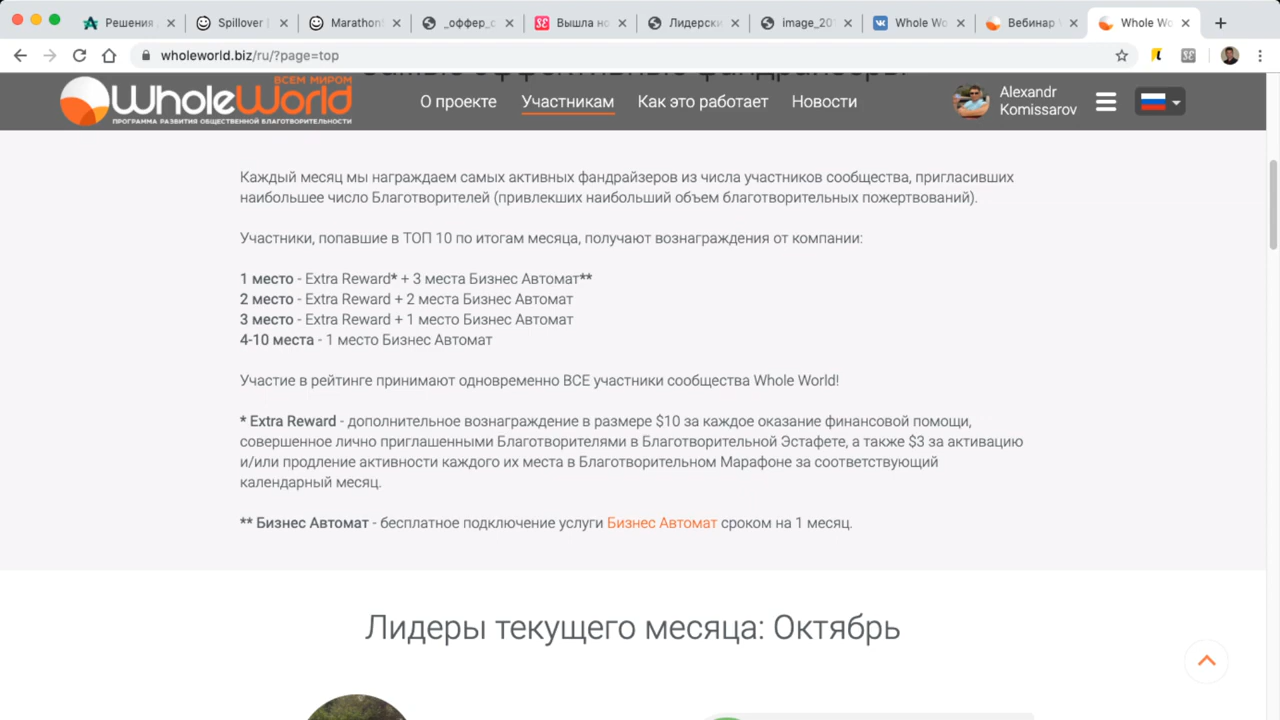 Решения
Spillover
Marathon
_оффер_с
Вышла но
Лидерски
image_20
Whole Wo
Вебинар
Whole Wo
wholeworld.biz/ru/?page=top
ВСЕМ МИРОМ
WholeWorld
ПРОГРАММА РАЗВИТИЯ ОБЩЕСТВЕННОЙ БЛАГОТВОРИТЕЛЬНОСТИ
О проекте
Участникам
Как это работает
Новости
Alexandr
Komissarov
Каждый месяц мы награждаем самых активных фандрайзеров из числа участников сообщества, пригласивших
наибольшее число Благотворителей (привлекших наибольший объем благотворительных пожертвований).
Участники, попавшие в ТОП 10 по итогам месяца, получают вознаграждения от компании:
1 место - Extra Reward* + 3 места Бизнес Автомат**
2 место - Extra Reward + 2 места Бизнес Автомат
3 место - Extra Reward + 1 место Бизнес Автомат
4-10 места - 1 место Бизнес Автомат
Участие в рейтинге принимают одновременно ВСЕ участники сообщества Whole World!
* Extra Reward - дополнительное вознаграждение в размере $10 за каждое оказание финансовой помощи,
совершенное лично приглашенными Благотворителями в Благотворительной Эстафете, а также $3 за активацию
и/или продление активности каждого их места в Благотворительном Марафоне за соответствующий
календарный месяц.
** Бизнес Автомат - бесплатное подключение услуги Бизнес Автомат сроком на 1 месяц.
Лидеры текущего месяца: Октябрь